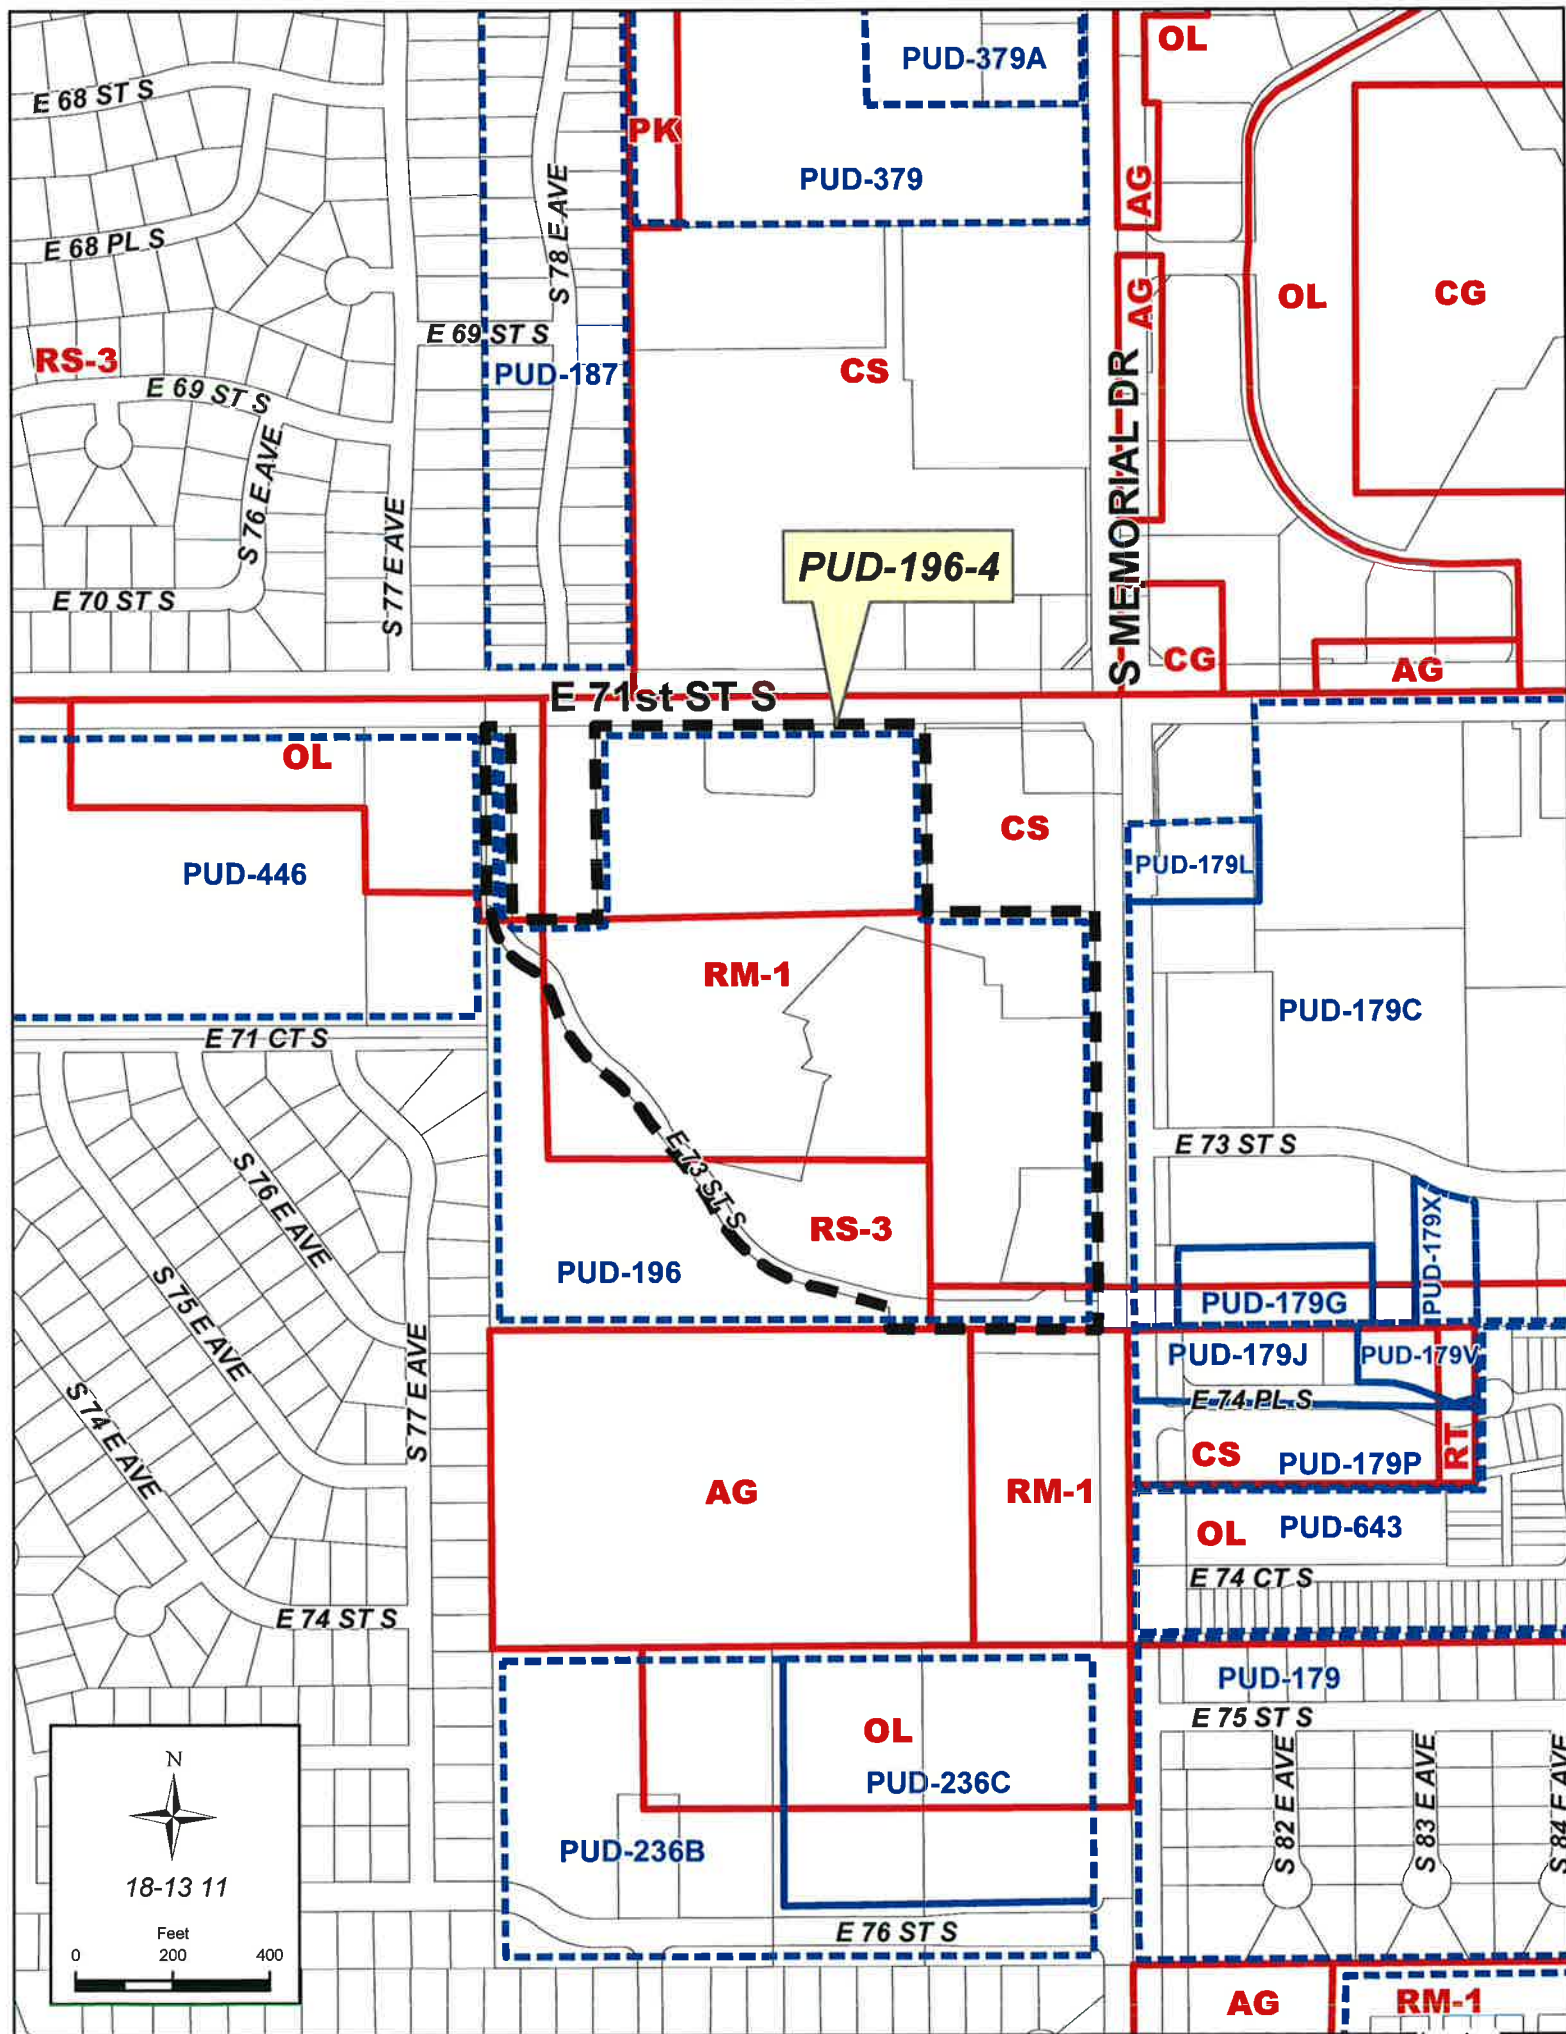 OL
PUD-379A
E 68 ST S
PK
PUD-379
AG
S 78 E AVE
E 68 PL S
AG
OL
CG
E 69 ST S
RS-3
PUD-187
CS
E 69 ST S
S MEMORIAL DR
S 76 E AVE
S 77 E AVE
PUD-196-4
E 70 ST S
CG
AG
E 71st ST S
OL
CS
PUD-446
PUD-179L
RM-1
PUD-179C
E 71 CT S
E 73 ST S
E 73 ST S
S 76 E AVE
RS-3
PUD-179X
PUD-196
PUD-179G
S 75 E AVE
PUD-179J
PUD-179V
S 77 E AVE
E 74 PL S
S 74 E AVE
CS
PUD-179P
RT
AG
RM-1
OL
PUD-643
E 74 CT S
E 74 ST S
PUD-179
E 75 ST S
OL
PUD-236C
S 82 E AVE
S 83 E AVE
S 84 E AVE
PUD-236B
N
18-13 11
Feet
0 200 400
E 76 ST S
AG
RM-1